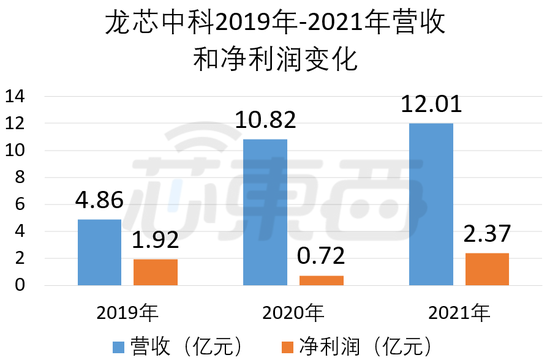 龙芯中科2019年-2021年营收
和净利润变化
14
12
10
8
6
4
2
0
4.86
1.92
10.82
0.72
12.01
2.37
2019年
2020年
2021年
营收（亿元）
净利润（亿元）
芯東西